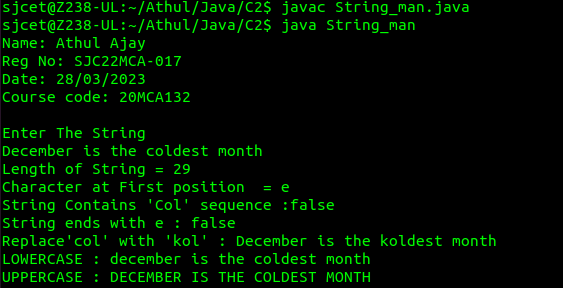 sjcet@Z238-UL:~/Athul/Java/C2$ javac String_man.java
sjcet@Z238-UL:~/Athul/Java/C2$ java String_man
Name: Athul Ajay
Reg No: SJC22MCA-017
Date: 28/03/2023
Course code: 20MCA132
Enter The String
December is the coldest month
Length of String = 29
Character at First position  = e
String Contains 'Col' sequence :false
String ends with e : false
Replace'col' with 'kol' : December is the koldest month
LOWERCASE : december is the coldest month
UPPERCASE : DECEMBER IS THE COLDEST MONTH